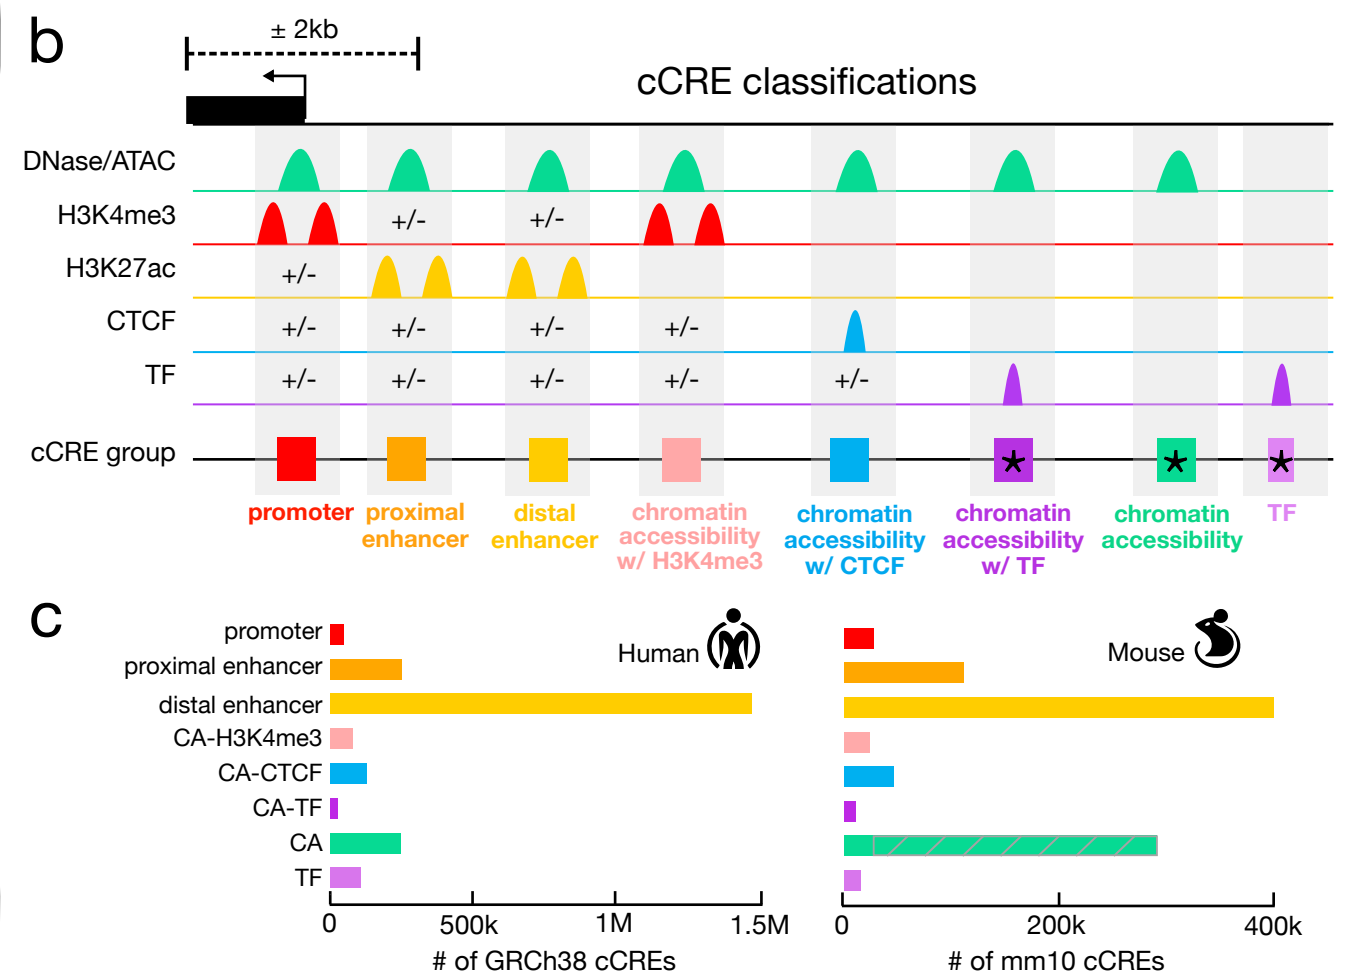 b
± 2kb
cCRE classifications
DNase/ATAC
H3K4me3
+/-
+/-
H3K27ac
+/-
CTCF
+/-
+/-
+/-
+/-
TF
+/-
+/-
+/-
+/-
+/-
cCRE group
promoter
proximal
enhancer
distal
enhancer
chromatin
accessibility
w/ H3K4me3
chromatin
accessibility
w/ CTCF
chromatin
accessibility
w/ TF
chromatin
accessibility
TF
c
Human
promoter
proximal enhancer
distal enhancer
CA-H3K4me3
CA-CTCF
CA-TF
CA
TF
0
500k
1M
1.5M
# of GRCh38 cCREs
Mouse
0
200k
400k
# of mm10 cCREs